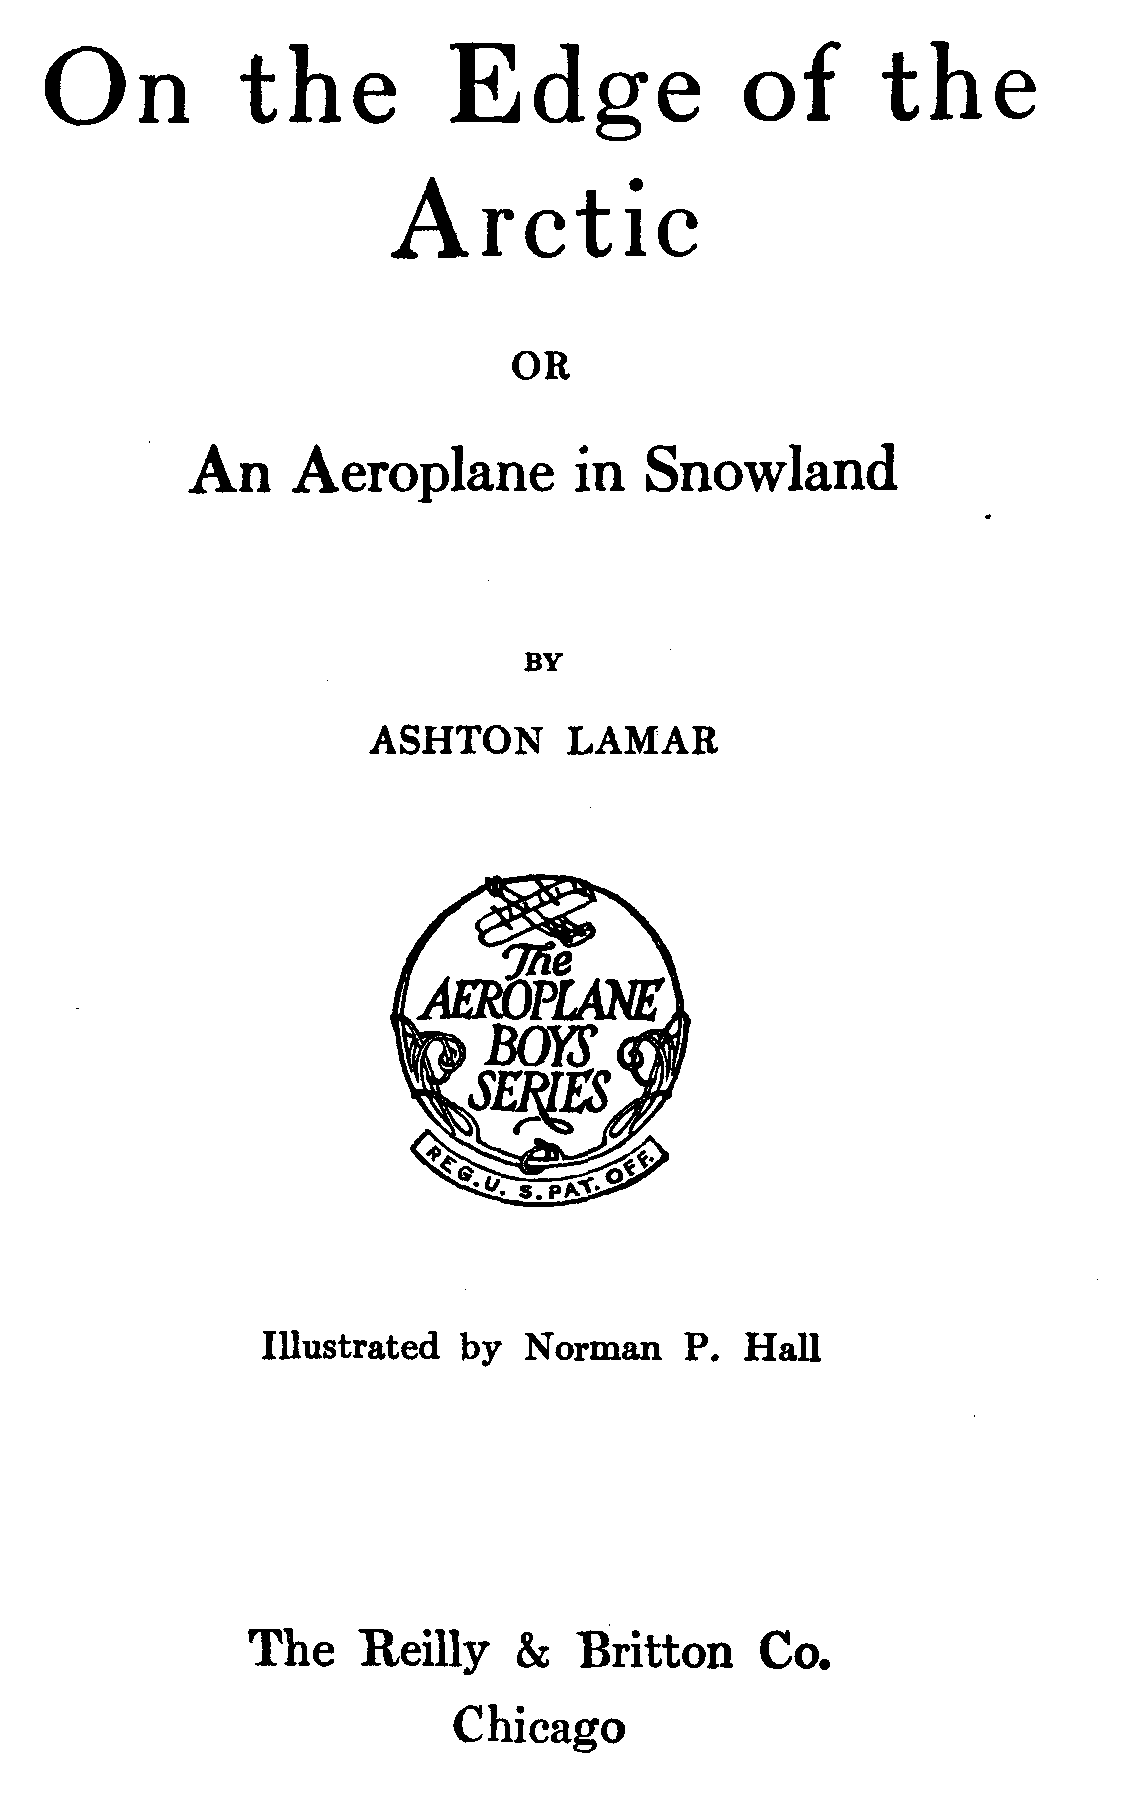 On the Edge of the
Arctic
OR
An Aeroplane in Snowland
BY
ASHTON LAMAR
The
AEROPLANE
BOYS
SERIES
REG. U. S. PAT. OFF.
Illustrated by Norman P. Hall
The Reilly & Britton Co.
Chicago